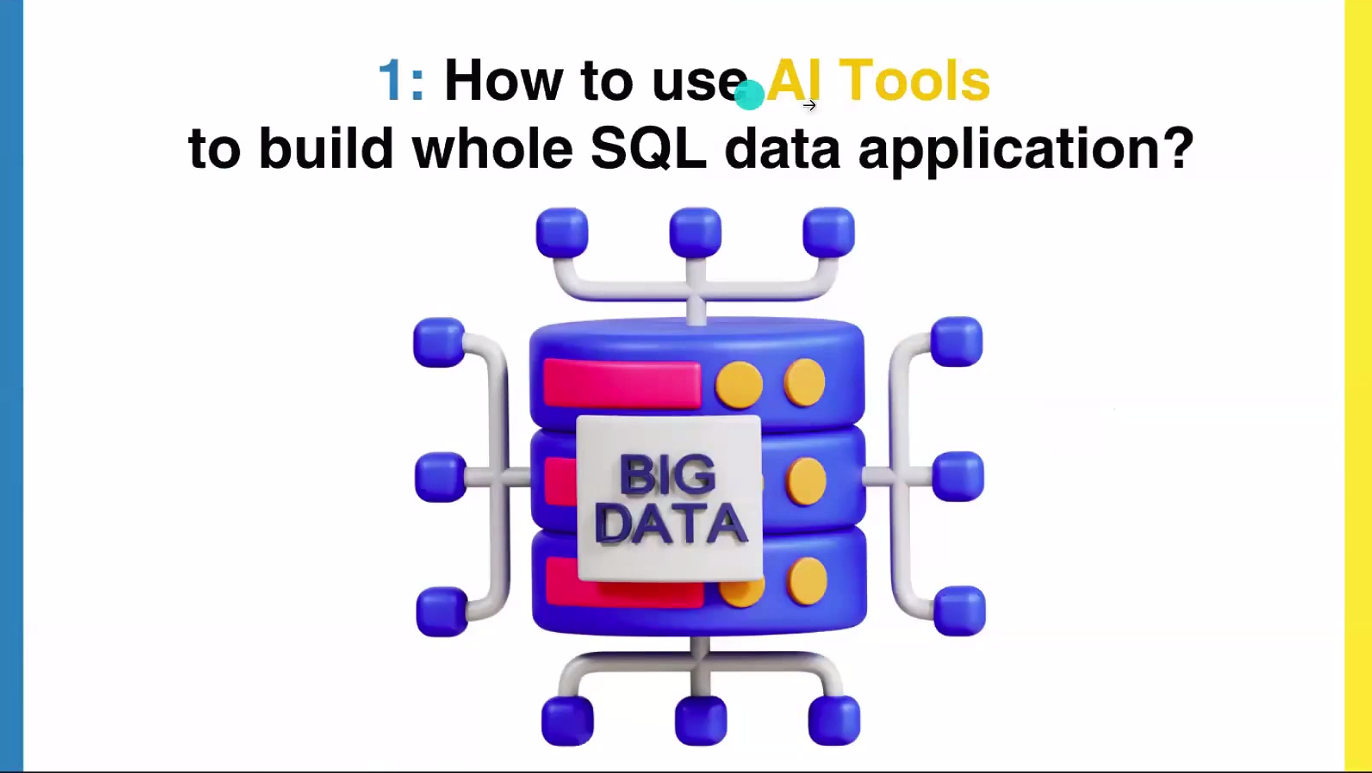 1: How to use AI Tools
to build whole SQL data application?
BIG
DATA